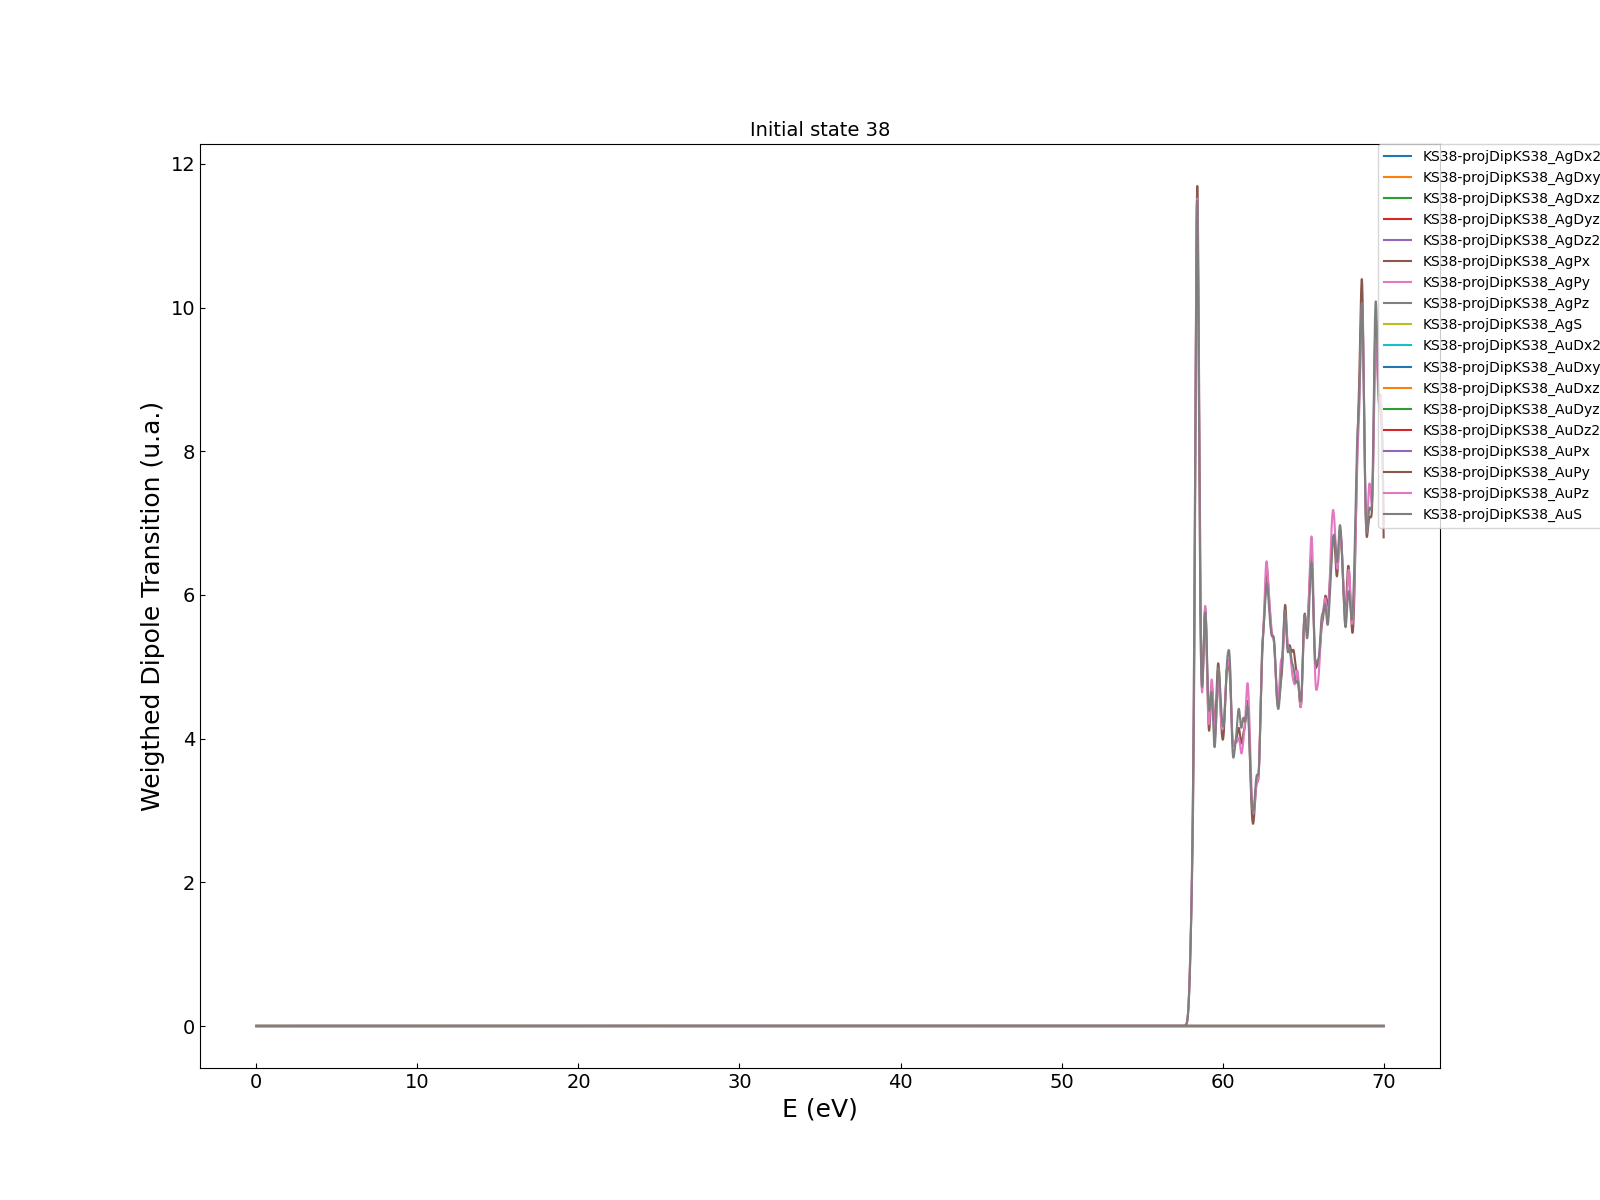 Initial state 38
12
10
8
6
4
2
0
Weigthed Dipole Transition (u.a.)
0 10 20 30 40 50 60 70
E (eV)
KS38-projDipKS38_AgDx2
KS38-projDipKS38_AgDxy
KS38-projDipKS38_AgDxz
KS38-projDipKS38_AgDyz
KS38-projDipKS38_AgDz2
KS38-projDipKS38_AgPx
KS38-projDipKS38_AgPy
KS38-projDipKS38_AgPz
KS38-projDipKS38_AgS
KS38-projDipKS38_AuDx2
KS38-projDipKS38_AuDxy
KS38-projDipKS38_AuDxz
KS38-projDipKS38_AuDyz
KS38-projDipKS38_AuDz2
KS38-projDipKS38_AuPx
KS38-projDipKS38_AuPy
KS38-projDipKS38_AuPz
KS38-projDipKS38_AuS